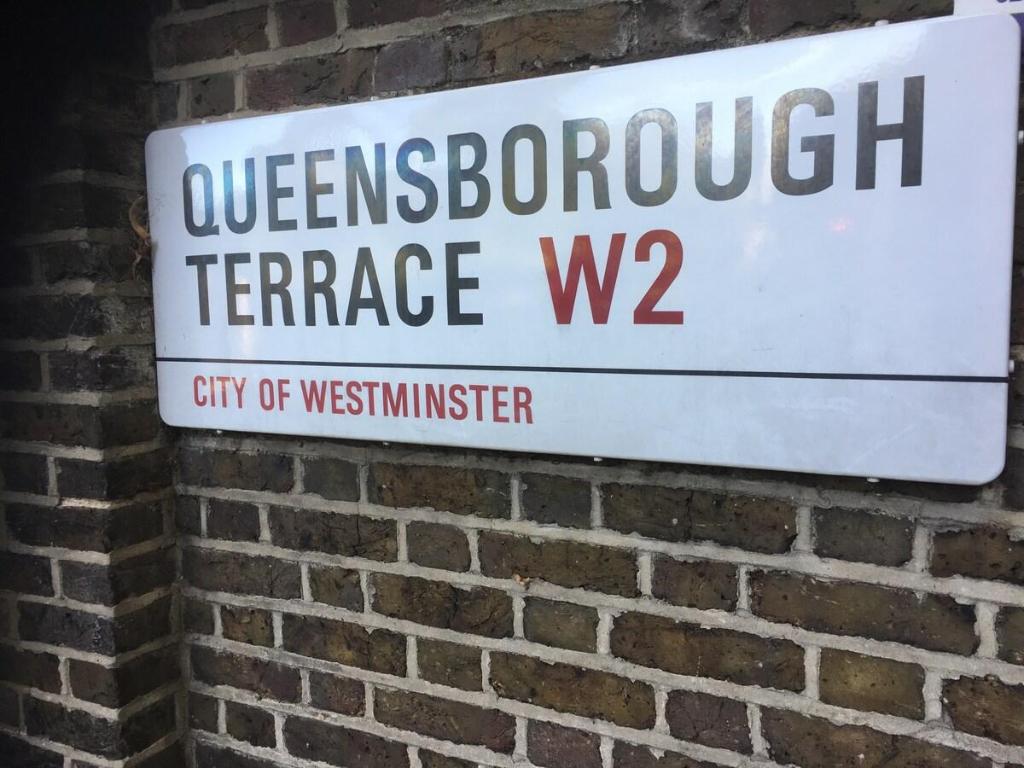 QUEENSBOROUGH
TERRACE W2
CITY OF WESTMINSTER